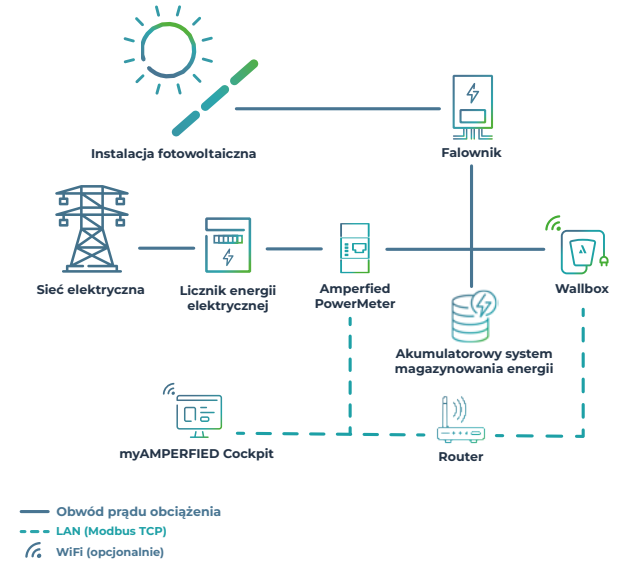 Instalacja fotowoltaiczna
Falownik
Sieć elektryczna
Licznik energii
elektrycznej
Amperfied
PowerMeter
Wallbox
Akumulatorowy system
magazynowania energii
myAMPERFIED Cockpit
Router
Obwód prądu obciążenia
LAN (Modbus TCP)
WiFi (opcjonalnie)